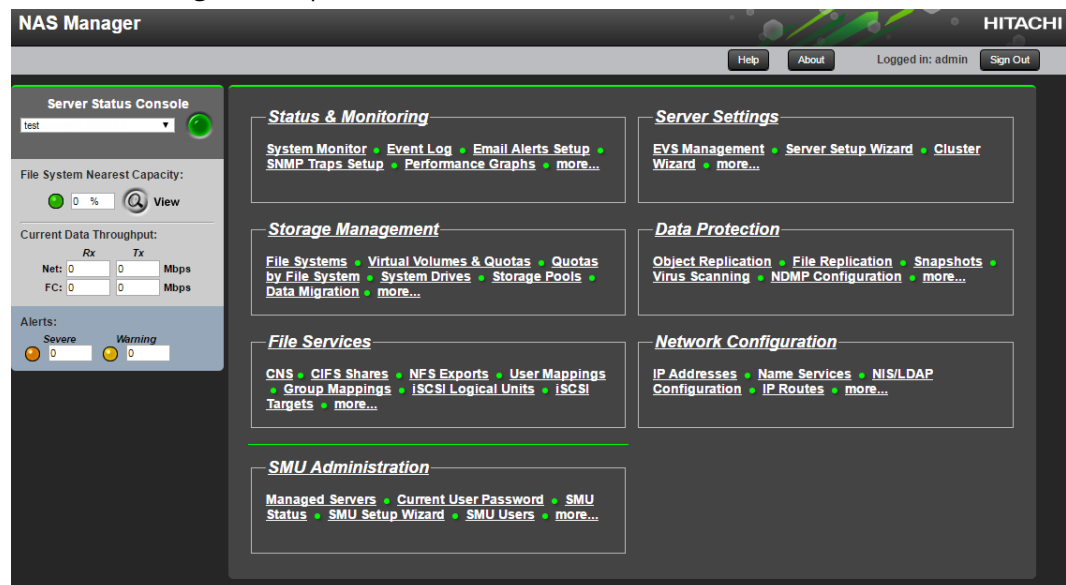 NAS Manager
HITACHI
Help
About
Logged in: admin
Sign Out
Server Status Console
test
File System Nearest Capacity:
0 %
View
Current Data Throughput:
Rx Tx
Net: 0 0 Mbps
FC: 0 0 Mbps
Alerts:
Severe Warning
0 0
Status & Monitoring
System Monitor Event Log Email Alerts Setup
SNMP Traps Setup Performance Graphs more...
Server Settings
EVS Management Server Setup Wizard Cluster
Wizard more...
Storage Management
File Systems Virtual Volumes & Quotas Quotas
by File System System Drives Storage Pools
Data Migration more...
Data Protection
Object Replication File Replication Snapshots
Virus Scanning NDMP Configuration more...
File Services
CNS CIFS Shares NFS Exports User Mappings
Group Mappings iSCSI Logical Units iSCSI
Targets more...
Network Configuration
IP Addresses Name Services NIS/LDAP
Configuration IP Routes more...
SMU Administration
Managed Servers Current User Password SMU
Status SMU Setup Wizard SMU Users more...